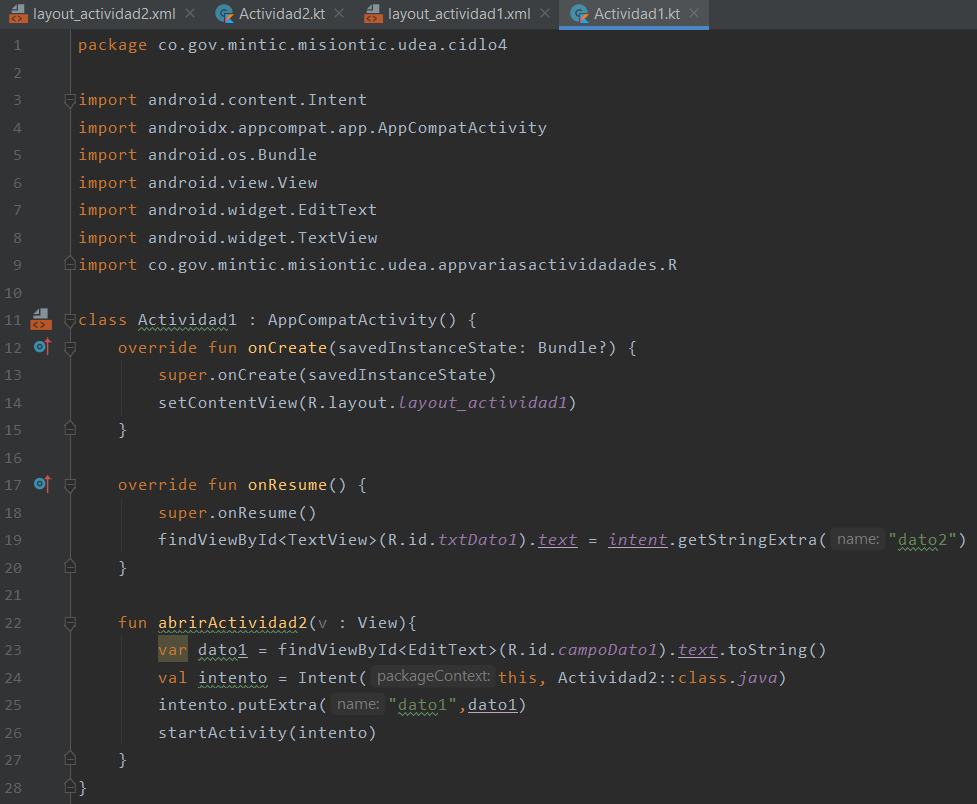 layout_actividad2.xml × Actividad2.kt × layout_actividad1.xml × Actividad1.kt ×
1 package co.gov.mintic.misiontic.udea.cidlo4
2
3 import android.content.Intent
4 import androidx.appcompat.app.AppCompatActivity
5 import android.os.Bundle
6 import android.view.View
7 import android.widget.EditText
8 import android.widget.TextView
9 import co.gov.mintic.misiontic.udea.appvariasactividadades.R
10
11 class Actividad1 : AppCompatActivity() {
12     override fun onCreate(savedInstanceState: Bundle?) {
13         super.onCreate(savedInstanceState)
14         setContentView(R.layout.layout_actividad1)
15     }
16
17     override fun onResume() {
18         super.onResume()
19         findViewById<TextView>(R.id.txtDato1).text = intent.getStringExtra( name: "dato2")
20     }
21
22     fun abrirActividad2(v : View){
23         var dato1 = findViewById<EditText>(R.id.campoDato1).text.toString()
24         val intento = Intent( packageContext: this, Actividad2::class.java)
25         intento.putExtra( name: "dato1",dato1)
26         startActivity(intento)
27     }
28 }